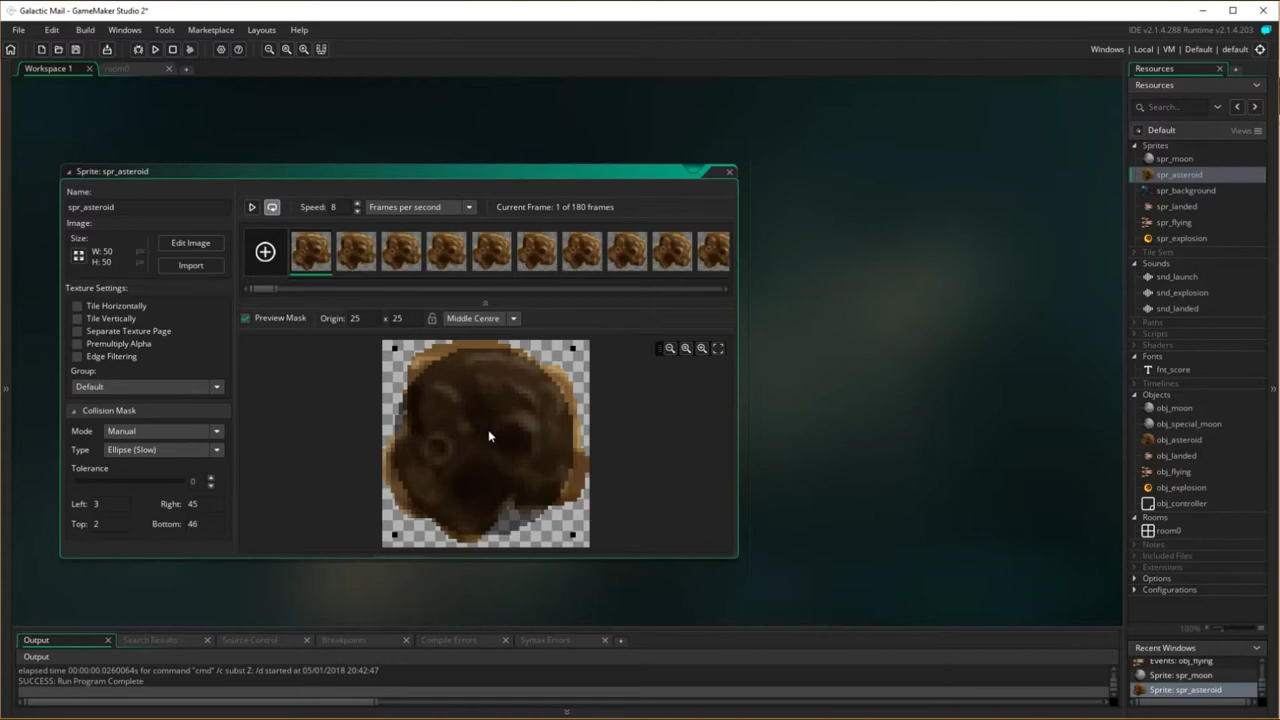 Galactic Mail - GameMaker Studio 2*
File Edit Build Windows Tools Marketplace Layouts Help
IDE v2.1.4.288 Runtime v2.1.4.203
Windows | Local | VM | Default | default
Workspace 1
room0
Resources
Resources
Search...
Default
Views
Sprites
spr_moon
spr_asteroid
spr_background
spr_landed
spr_flying
spr_explosion
Tile Sets
Sounds
snd_launch
snd_explosion
snd_landed
Paths
Scripts
Shaders
Fonts
fnt_score
Timelines
Objects
obj_moon
obj_special_moon
obj_asteroid
obj_landed
obj_flying
obj_explosion
obj_controller
Rooms
room0
Notes
Included Files
Extensions
Options
Configurations
100%
Recent Windows
Events: obj_flying
Sprite: spr_moon
Sprite: spr_asteroid
Sprite: spr_asteroid
Name:
spr_asteroid
Image:
Size:
W: 50 px
H: 50 px
Edit Image
Import
Texture Settings:
Tile Horizontally
Tile Vertically
Separate Texture Page
Premultiply Alpha
Edge Filtering
Group:
Default
Collision Mask
Mode Manual
Type Ellipse (Slow)
Tolerance
0
Left: 3 Right: 45
Top: 2 Bottom: 46
Speed: 8 Frames per second Current Frame: 1 of 180 frames
Preview Mask Origin: 25 x 25 Middle Centre
Output Search Results Source Control Breakpoints Compile Errors Syntax Errors
Output
elapsed time 00:00:00.0260064s for command "cmd" /c subst Z: /d started at 05/01/2018 20:42:47
SUCCESS: Run Program Complete